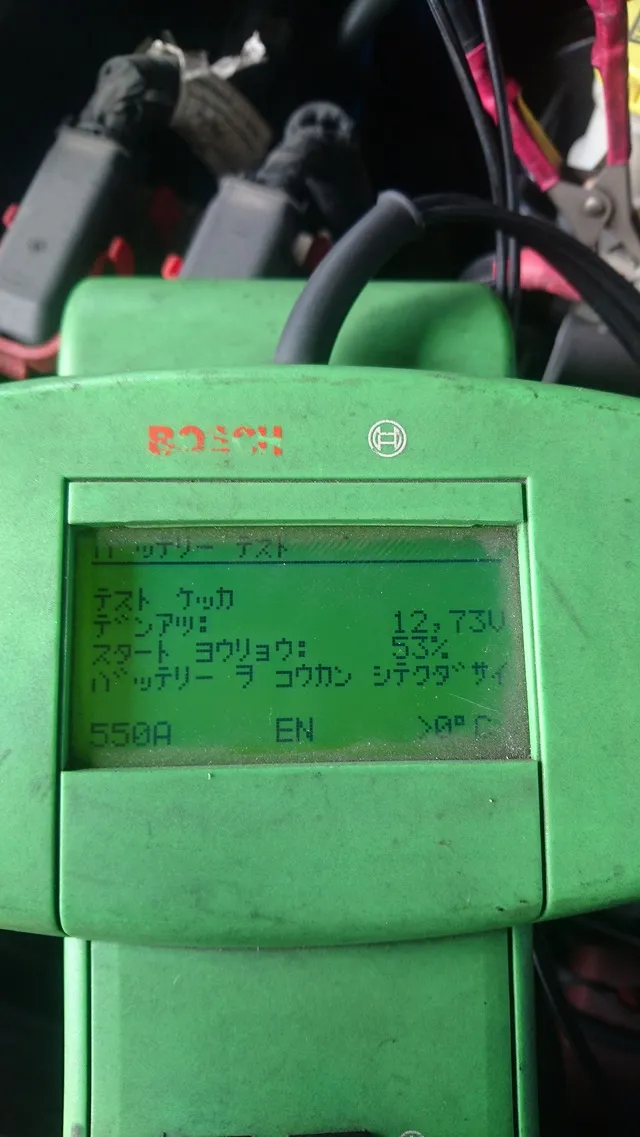 BOSCH
バッテリー テスト
テスト ケッカ
デンアツ: 12,73V
スタート ヨウリョウ: 53%
バッテリー ヲ コウカン シテクダサイ
550A EN >0°C